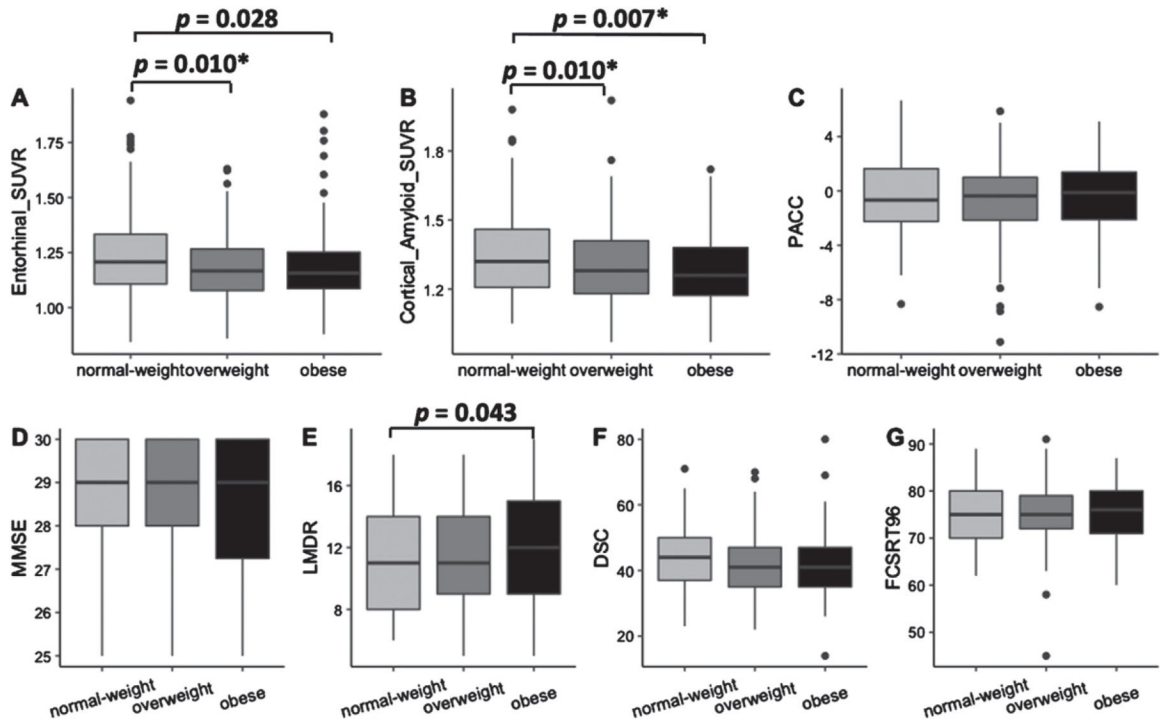 p = 0.028
p = 0.007*
p = 0.010*
p = 0.010*
A
B
C
Entorhinal_SUVR
1.75
1.50
1.25
1.00
normal-weight overweight obese
Cortical_Amyloid_SUVR
1.8
1.5
1.2
normal-weight overweight obese
PACC
4
0
-4
-8
-12
normal-weight overweight obese
p = 0.043
D
E
F
G
MMSE
30
29
28
27
26
25
normal-weight overweight obese
LMDR
16
12
8
normal-weight overweight obese
DSC
80
60
40
20
normal-weight overweight obese
FCSRT96
90
80
70
60
50
normal-weight overweight obese